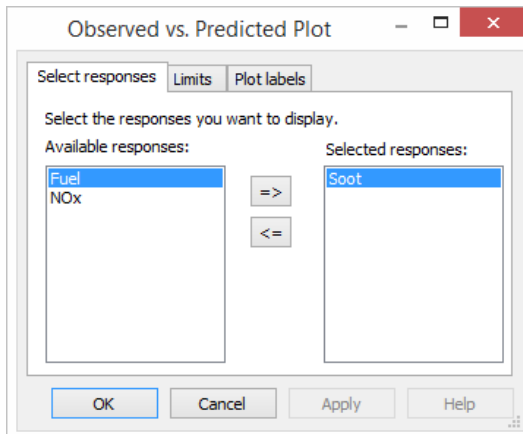 Observed vs. Predicted Plot
Select responses Limits Plot labels
Select the responses you want to display.
Available responses: Selected responses:
Fuel
NOx
=>
<=
Soot
OK Cancel Apply Help